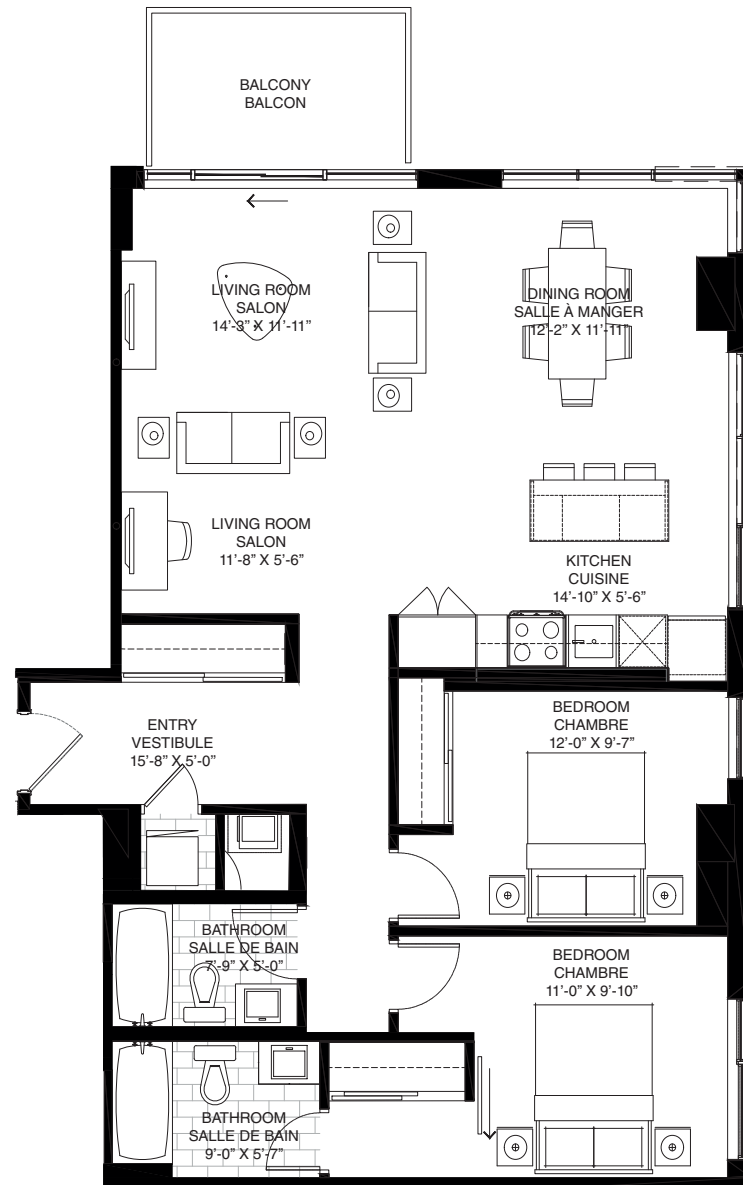 BALCONY
BALCON
LIVING ROOM
SALON
14'-3" X 11'-11"
DINING ROOM
SALLE À MANGER
12'-2" X 11'-11"
LIVING ROOM
SALON
11'-8" X 5'-6"
KITCHEN
CUISINE
14'-10" X 5'-6"
ENTRY
VESTIBULE
15'-8" X 5'-0"
BEDROOM
CHAMBRE
12'-0" X 9'-7"
BATHROOM
SALLE DE BAIN
7'-9" X 5'-0"
BEDROOM
CHAMBRE
11'-0" X 9'-10"
BATHROOM
SALLE DE BAIN
9'-0" X 5'-7"